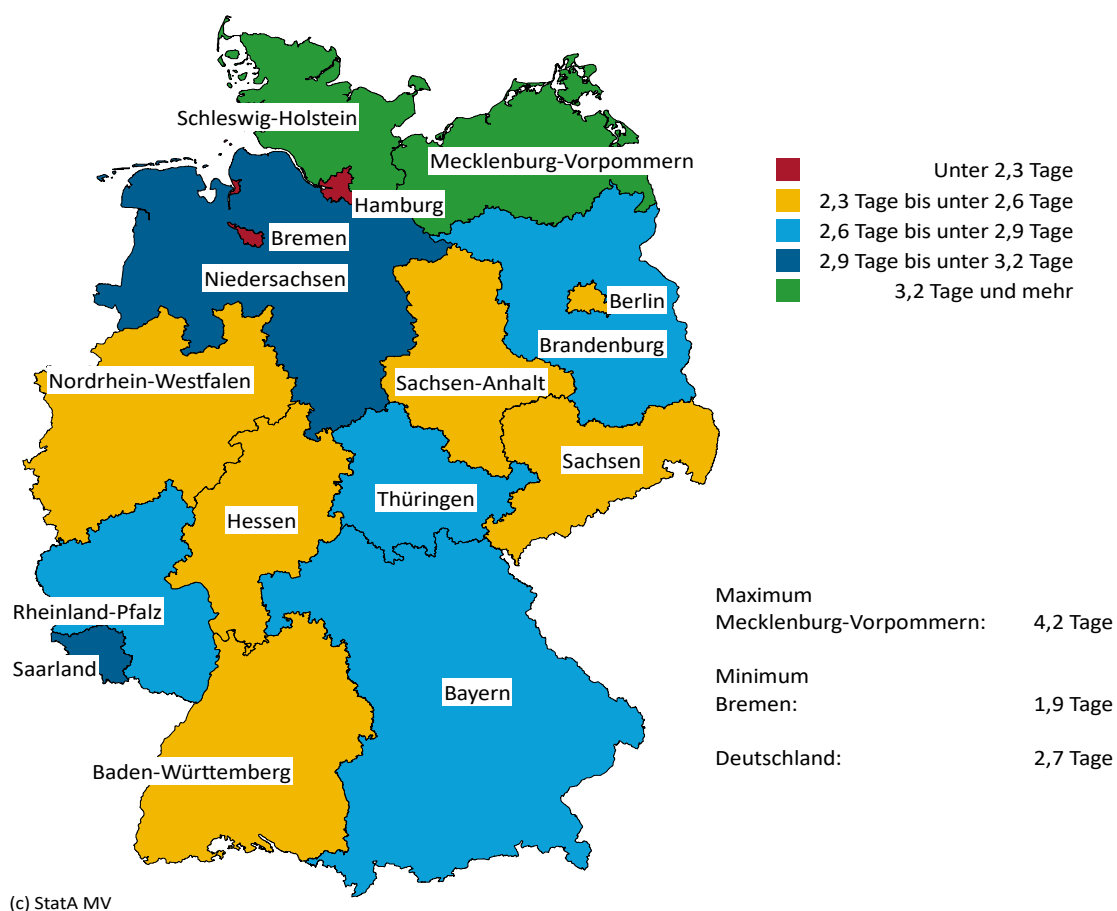 Schleswig-Holstein
Mecklenburg-Vorpommern
Hamburg
Bremen
Niedersachsen
Berlin
Brandenburg
Nordrhein-Westfalen
Sachsen-Anhalt
Sachsen
Thüringen
Hessen
Rheinland-Pfalz
Saarland
Bayern
Baden-Württemberg
Unter 2,3 Tage
2,3 Tage bis unter 2,6 Tage
2,6 Tage bis unter 2,9 Tage
2,9 Tage bis unter 3,2 Tage
3,2 Tage und mehr
Maximum
Mecklenburg-Vorpommern: 4,2 Tage
Minimum
Bremen: 1,9 Tage
Deutschland: 2,7 Tage
(c) StatA MV